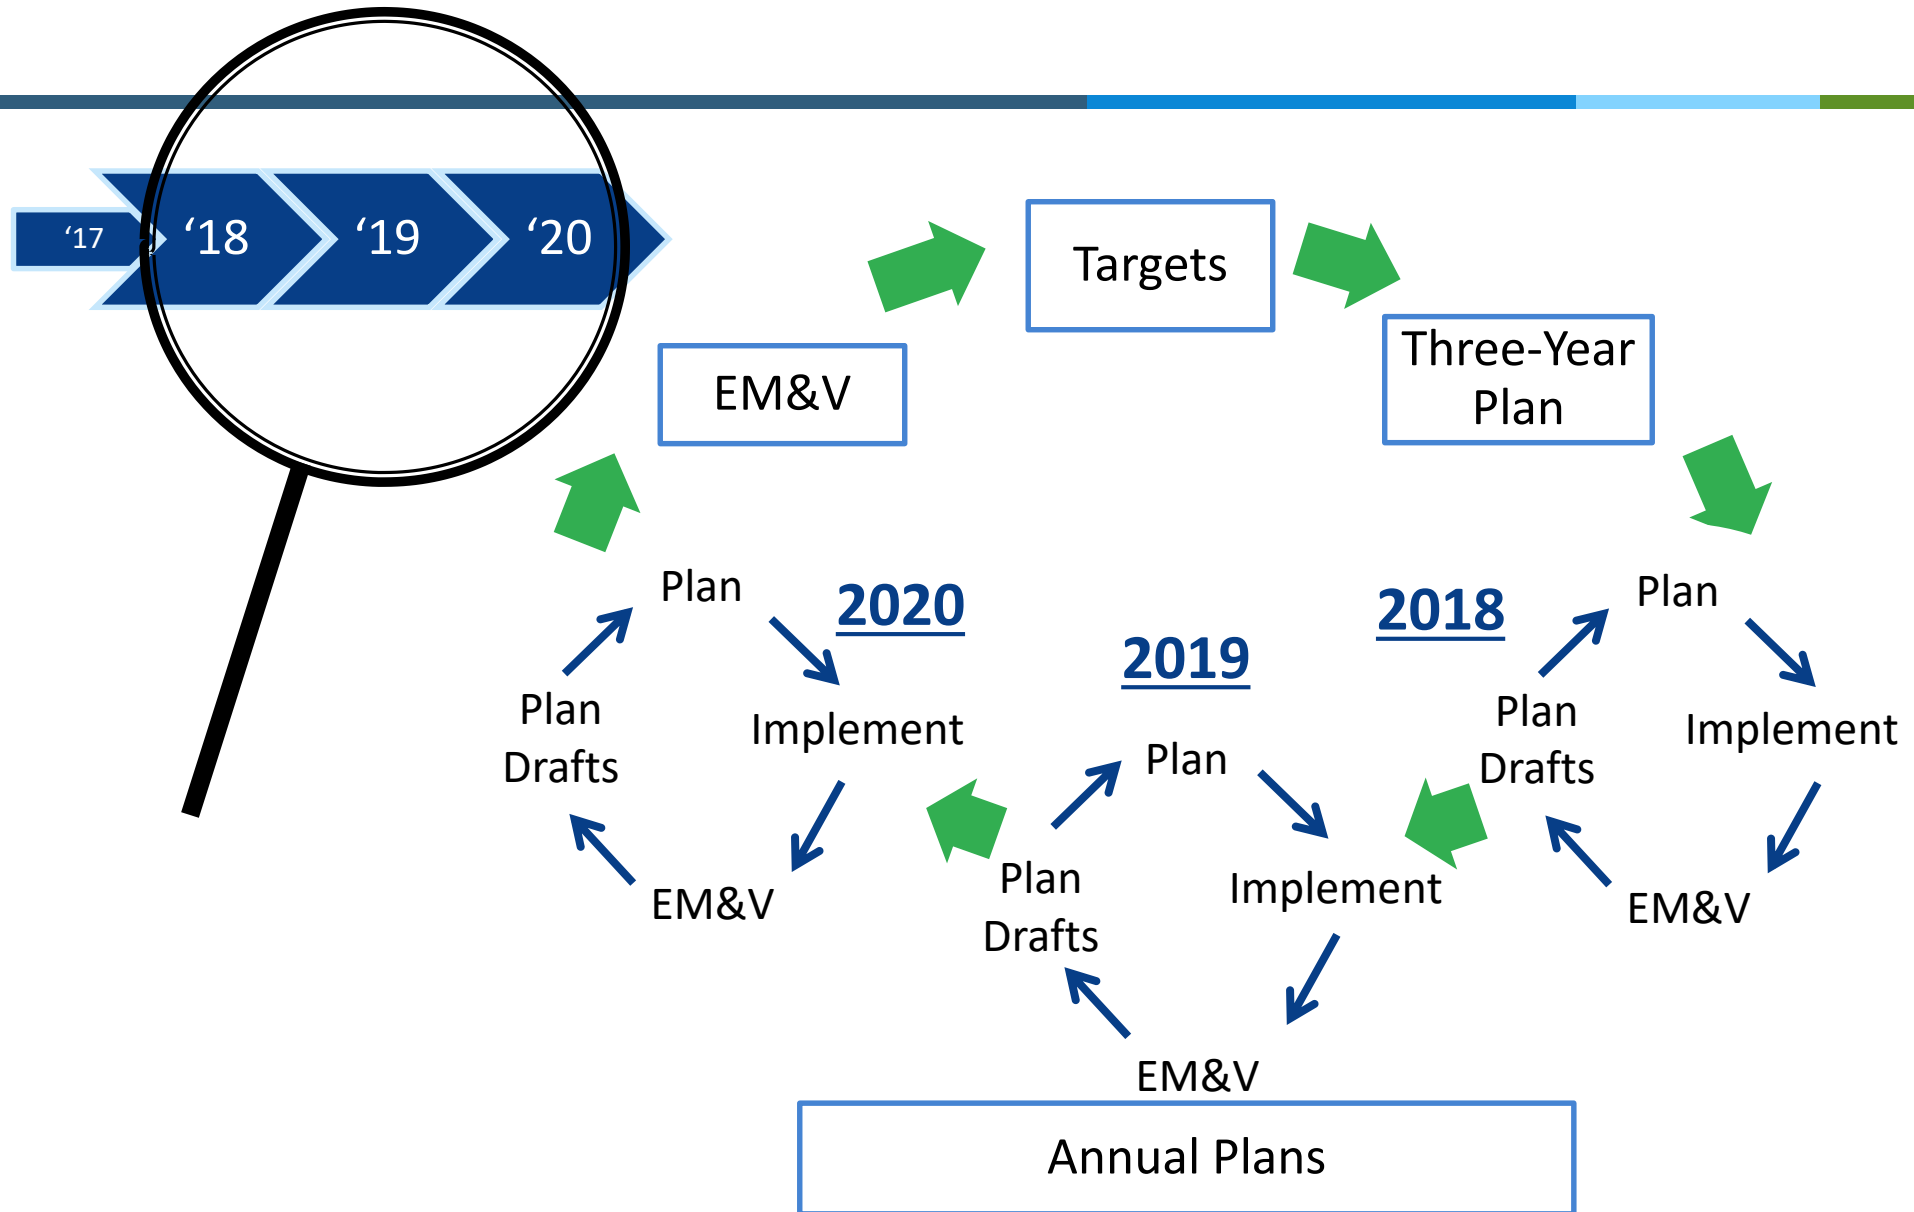 ‘17
‘18
‘19
‘20
Targets
Three-Year
Plan
EM&V
Plan
2020
Implement
Plan
Drafts
EM&V
2019
Plan
Implement
Plan
Drafts
EM&V
2018
Plan
Implement
Plan
Drafts
EM&V
Annual Plans